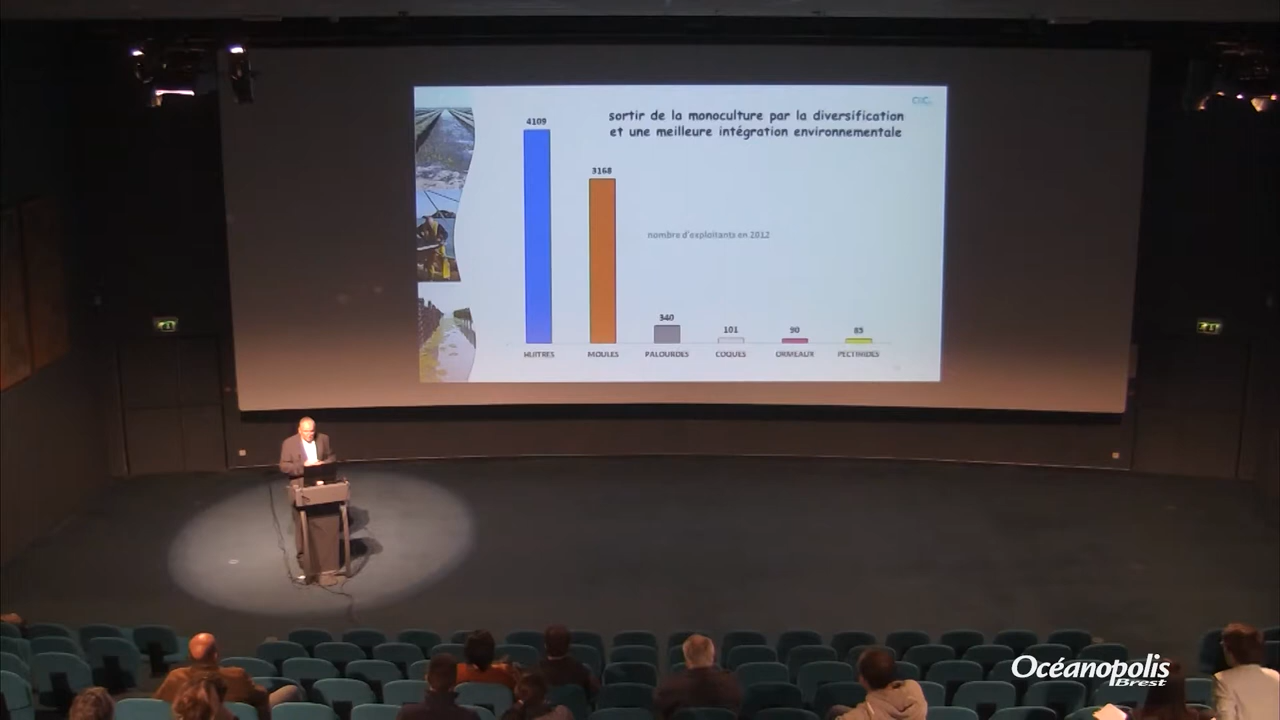 CNC
sortir de la monoculture par la diversification
et une meilleure intégration environnementale
4109
3168
nombre d'exploitants en 2012
340
101
90
85
HUITRES
MOULES
PALOURDES
COQUES
ORMEAUX
PECTINIDES
Océanopolis
Brest